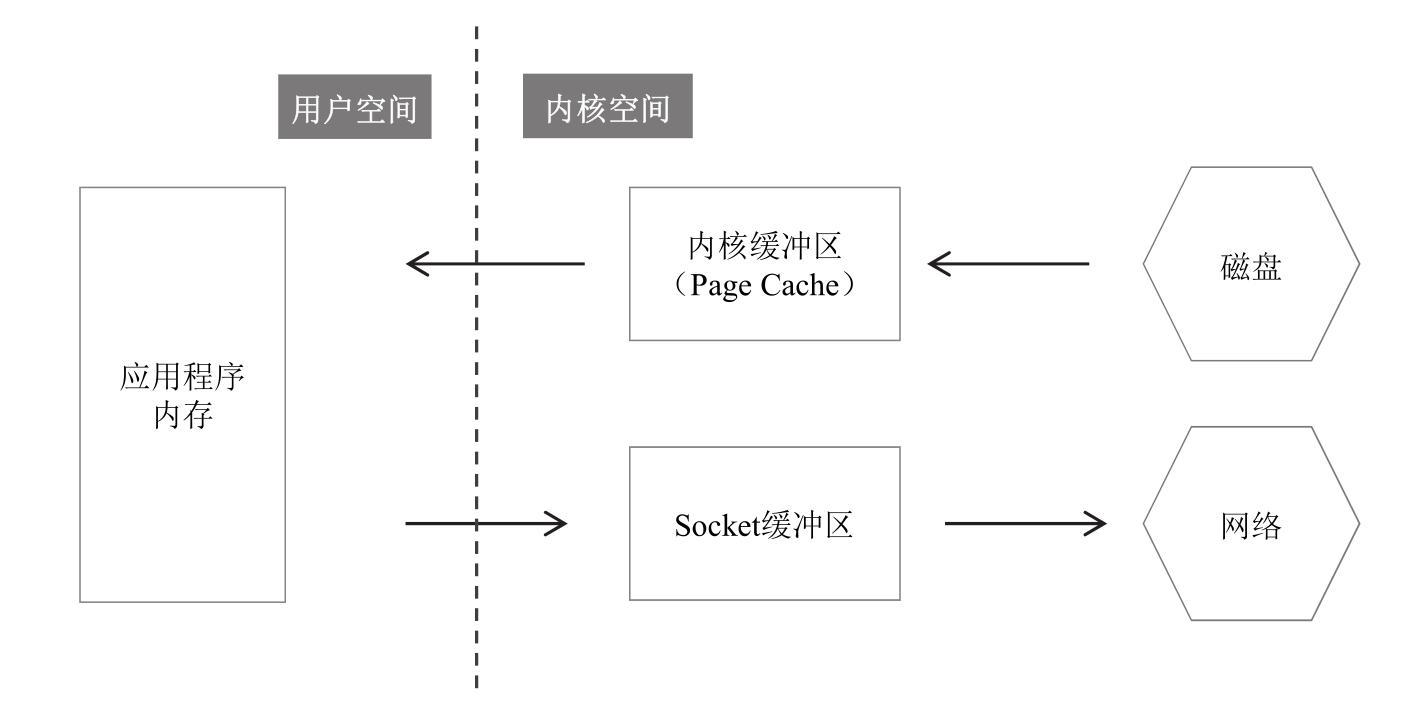 用户空间
内核空间
内核缓冲区
（Page Cache）
磁盘
应用程序
内存
Socket缓冲区
网络